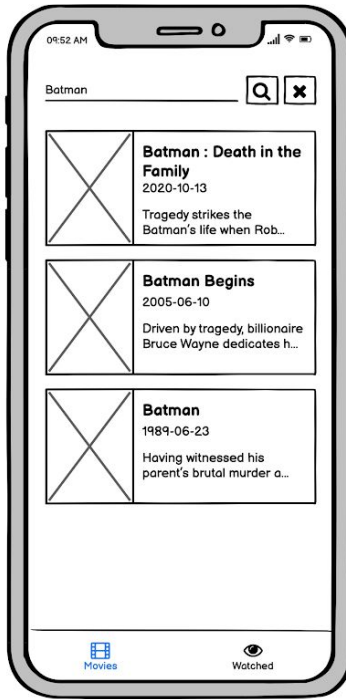 09:52 AM
Batman
Batman : Death in the
Family
2020-10-13
Tragedy strikes the
Batman's life when Rob...
Batman Begins
2005-06-10
Driven by tragedy, billionaire
Bruce Wayne dedicates h...
Batman
1989-06-23
Having witnessed his
parent's brutal murder a...
Movies
Watched